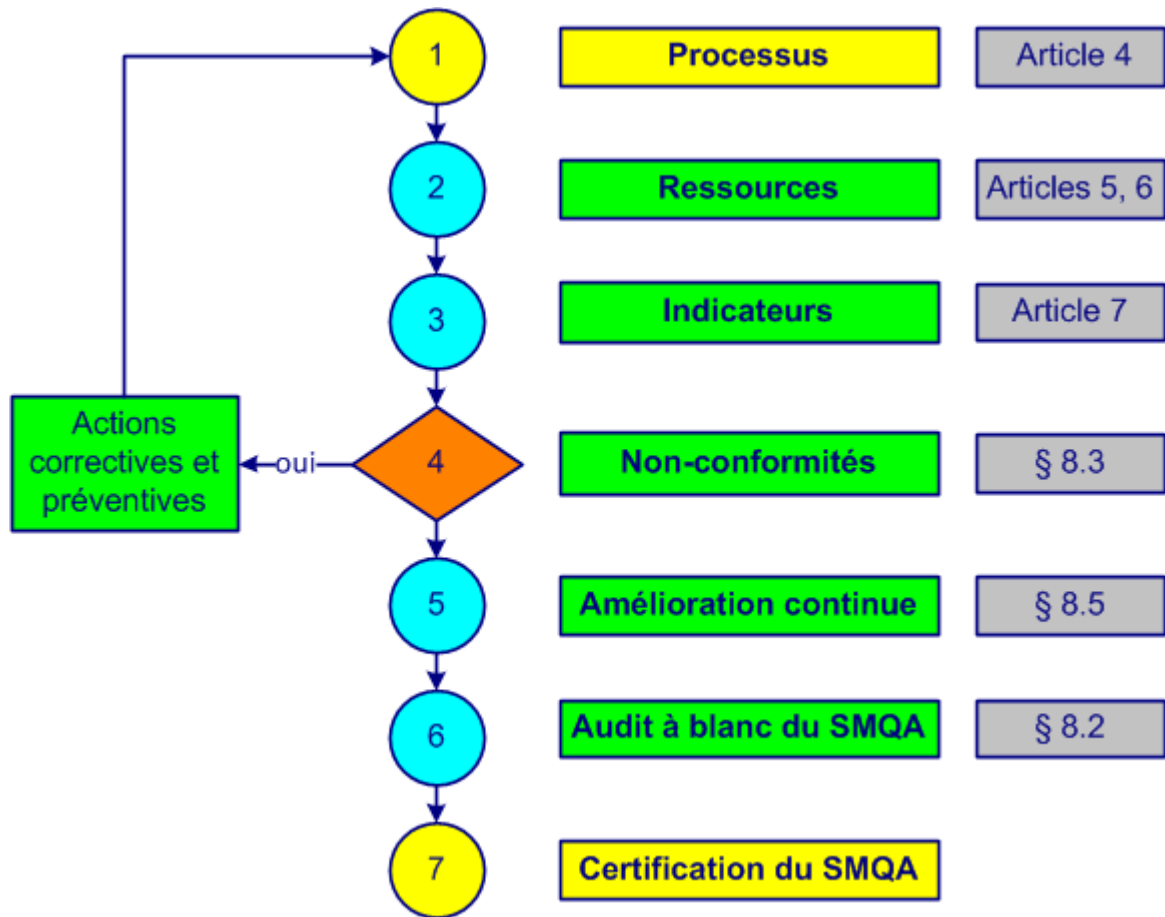 1
Processus
Article 4
2
Ressources
Articles 5, 6
3
Indicateurs
Article 7
Actions
correctives et
préventives
oui
4
Non-conformités
§ 8.3
5
Amélioration continue
§ 8.5
6
Audit à blanc du SMQA
§ 8.2
7
Certification du SMQA